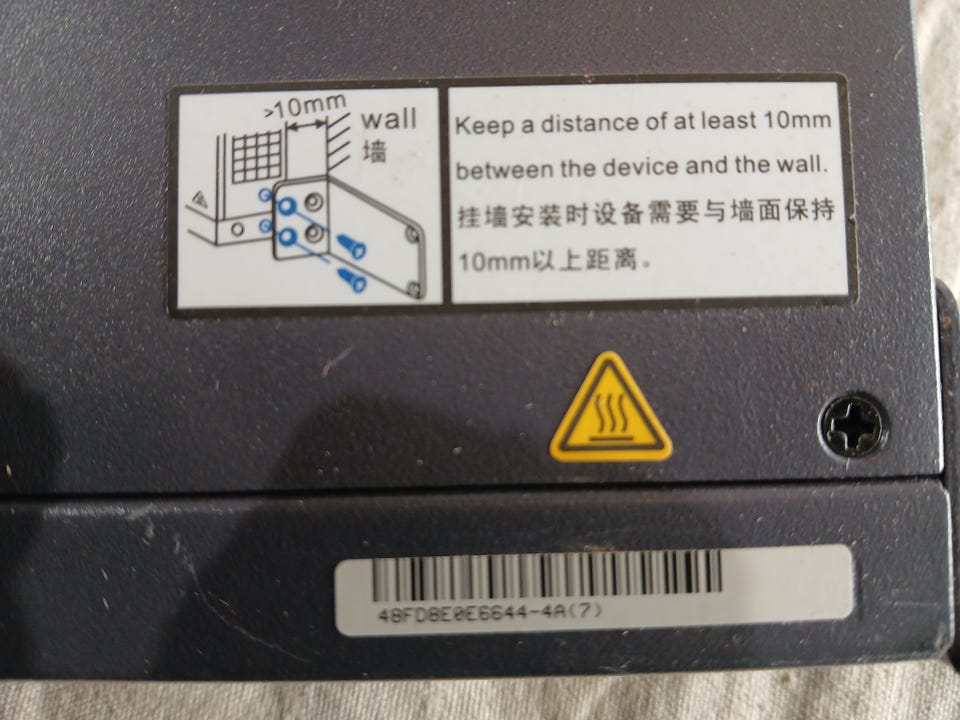 >10mm
wall
墙
Keep a distance of at least 10mm
between the device and the wall.
挂墙安装时设备需要与墙面保持
10mm以上距离。
48FD8E0E6644-4A(7)